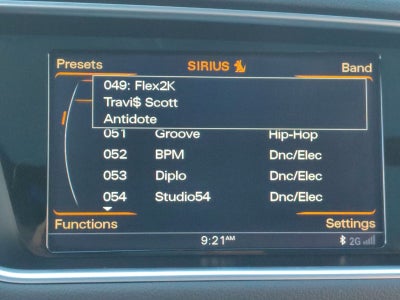 Presets SIRIUS Band
049: Flex2K
Travi$ Scott
Antidote
051 Groove Hip-Hop
052 BPM Dnc/Elec
053 Diplo Dnc/Elec
054 Studio54 Dnc/Elec
Functions Settings
9:21AM 2G